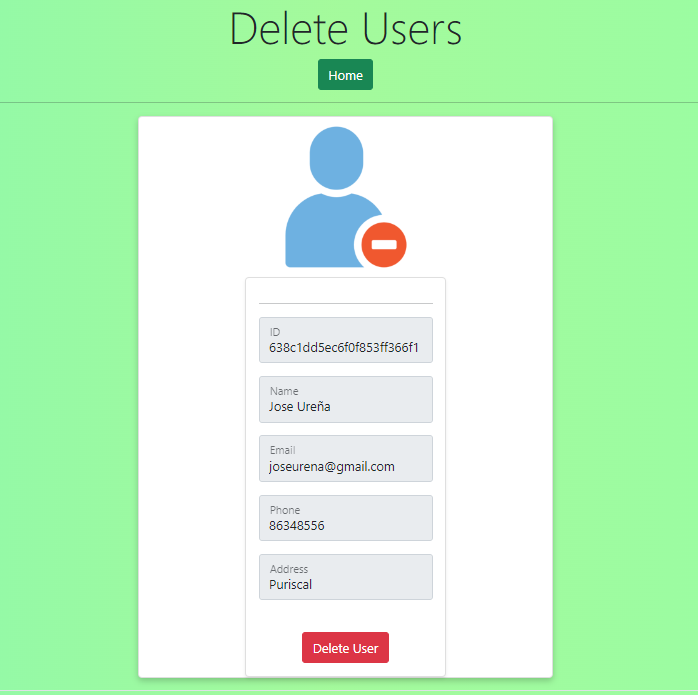 Delete Users
Home
ID
638c1dd5ec6f0f853ff366f1
Name
Jose Ureña
Email
joseurena@gmail.com
Phone
86348556
Address
Puriscal
Delete User